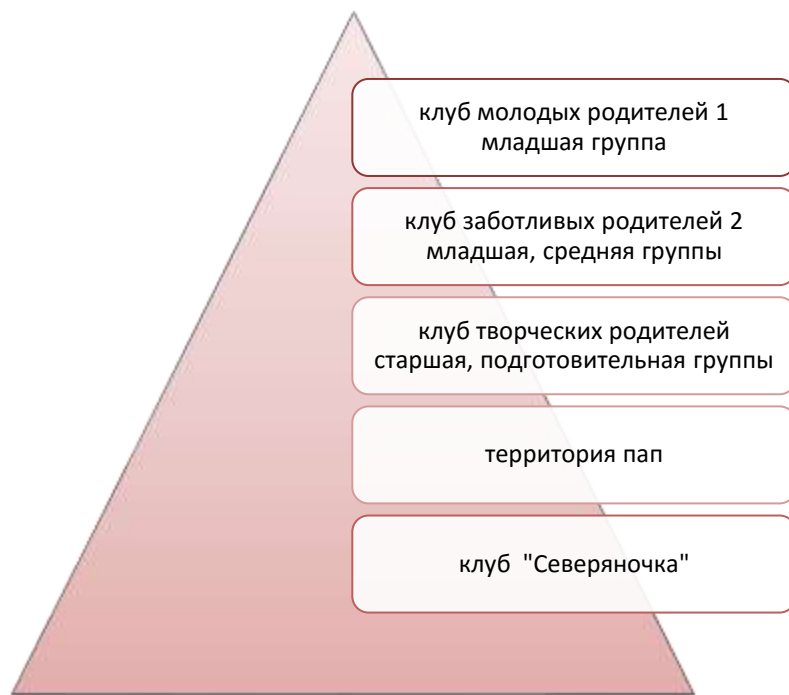 клуб молодых родителей 1
младшая группа
клуб заботливых родителей 2
младшая, средняя группы
клуб творческих родителей
старшая, подготовительная группы
территория пап
клуб "Северяночка"